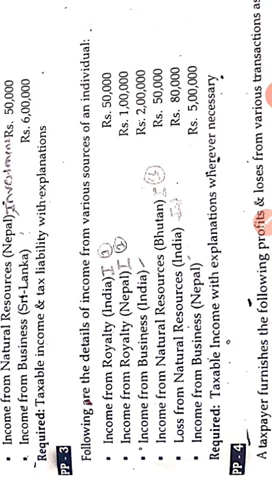 • Income from Natural Resources (Nepal) Investment Rs. 50,000
• Income from Business (Sri-Lanka) Rs. 6,00,000
Required: Taxable income & tax liability with explanations
PP - 3
Following are the details of income from various sources of an individual:
• Income from Royalty (India) I ① Rs. 50,000
• Income from Royalty (Nepal) I ② Rs. 1,00,000
• Income from Business (India) Rs. 2,00,000
• Income from Natural Resources (Bhutan) I ③ Rs. 50,000
• Loss from Natural Resources (India) Rs. 80,000
• Income from Business (Nepal) Rs. 5,00,000
Required: Taxable Income with explanations wherever necessary
PP - 4
A taxpayer furnishes the following profits & loses from various transactions as